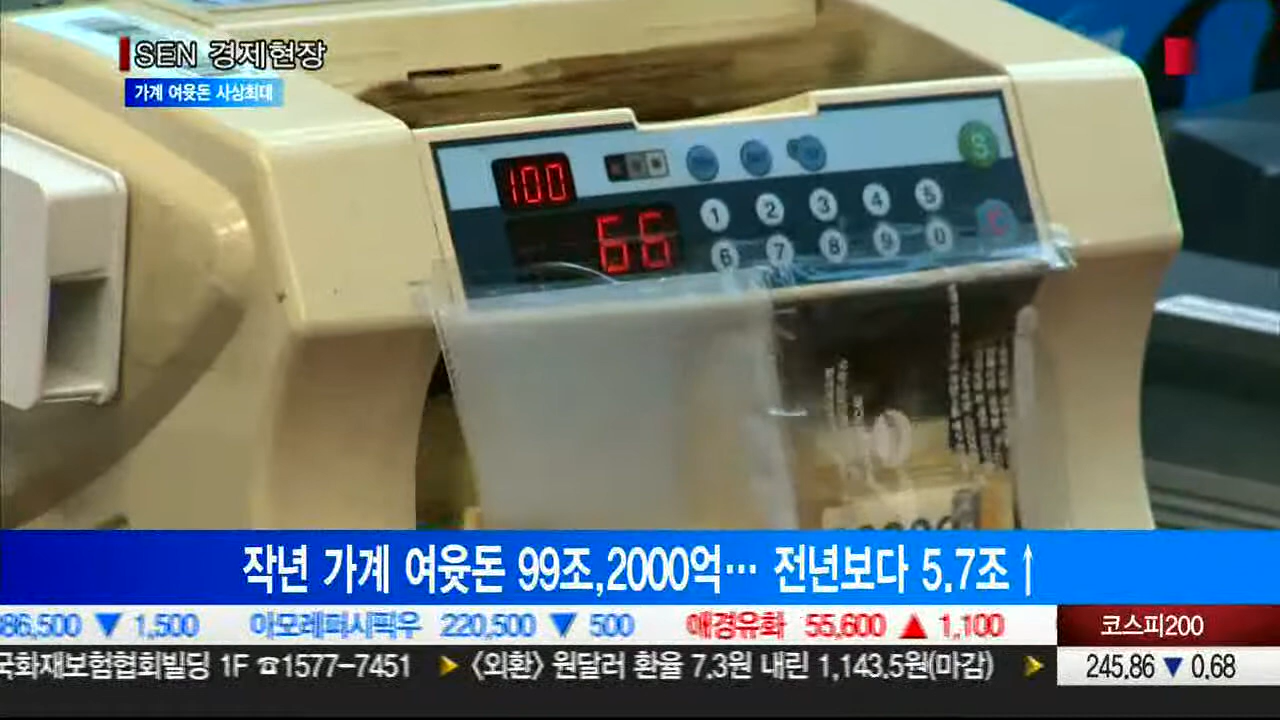 SEN 경제현장
가계 여윳돈 사상최대
100
66
1 2 3 4 5
6 7 8 9 0
S
C
작년 가계 여윳돈 99조,2000억… 전년보다 5.7조↑
86,500 ▼ 1,500 아모레퍼시픽우 220,500 ▼ 500 애경유화 55,600 ▲ 1,100
코스피200
국화재보험협회빌딩 1F ☎1577-7451 ▶ <외환> 원달러 환율 7.3원 내린 1,143.5원(마감) ▶
245.86 ▼ 0.68